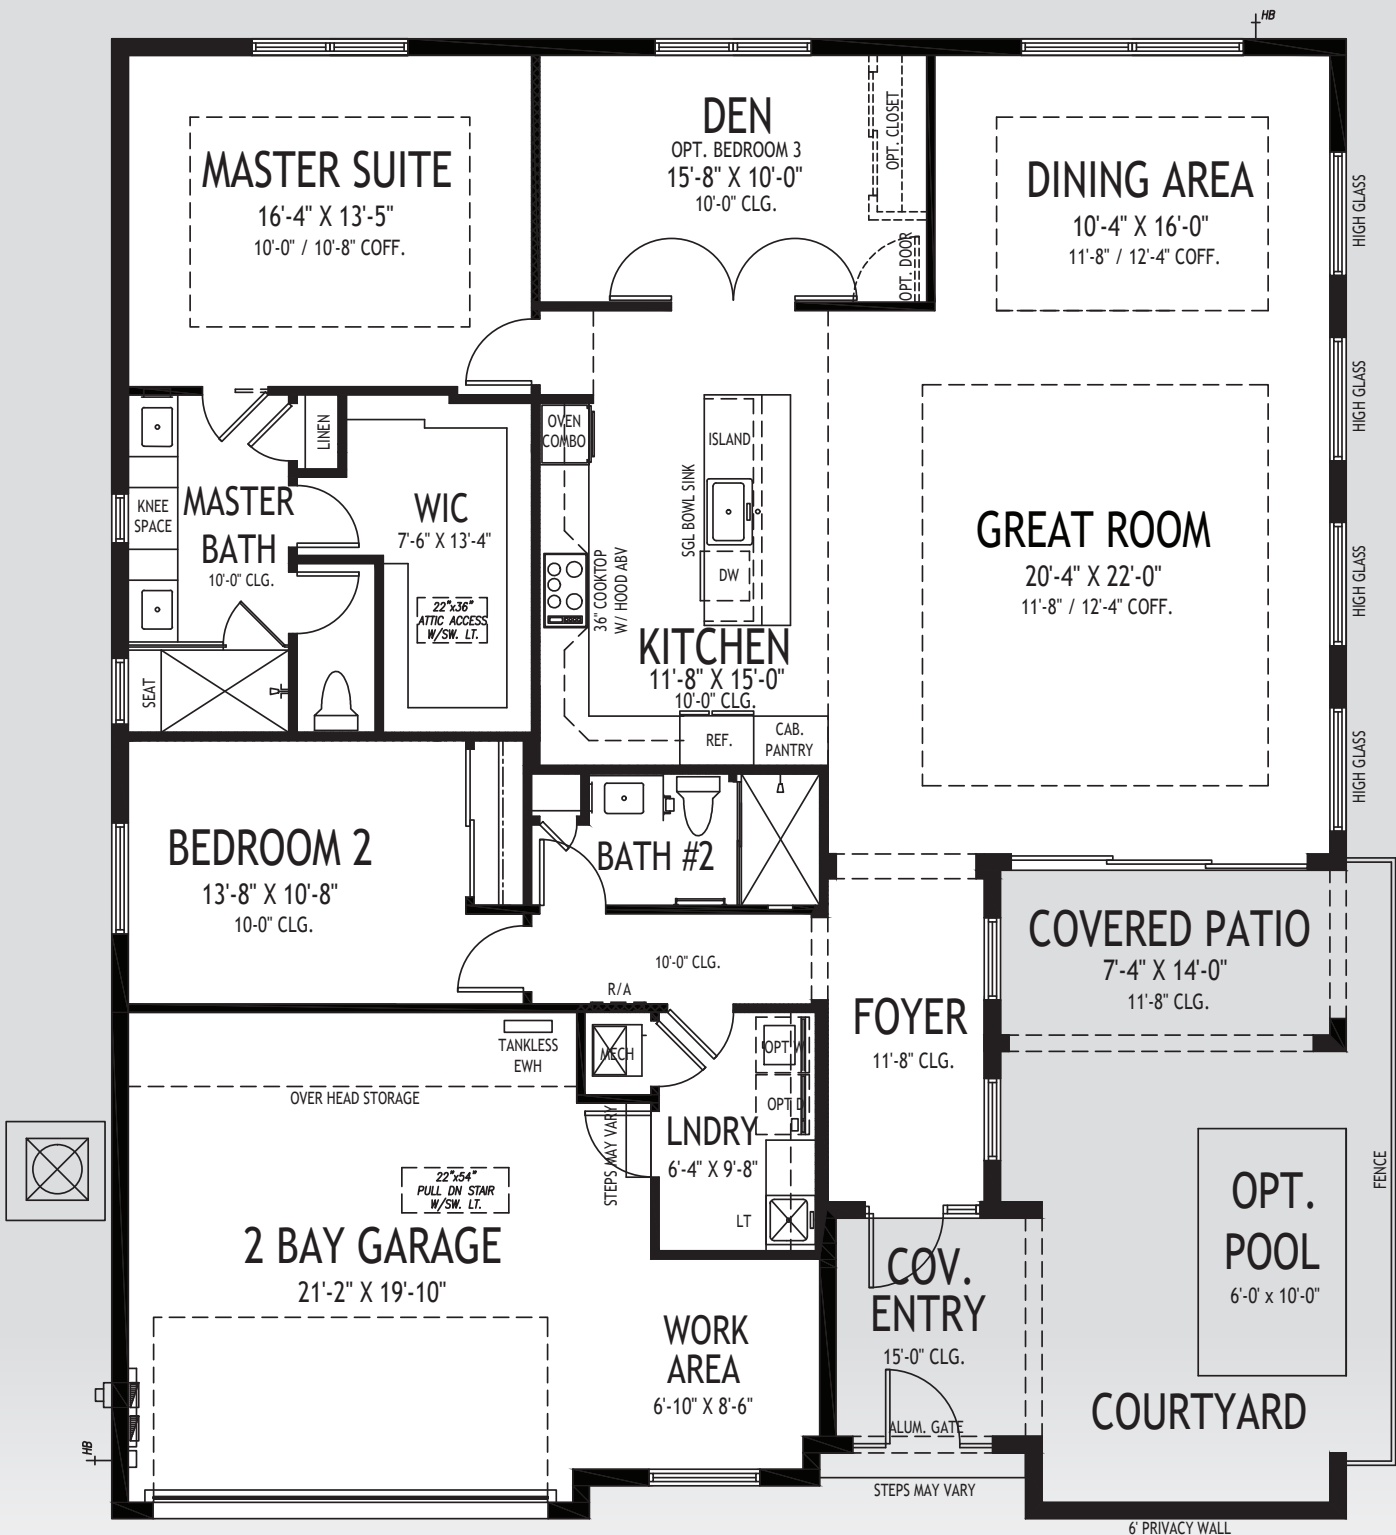 HB
MASTER SUITE
16'-4" X 13'-5"
10'-0" / 10'-8" COFF.
DEN
OPT. BEDROOM 3
15'-8" X 10'-0"
10'-0" CLG.
OPT. CLOSET
OPT. DOOR
DINING AREA
10'-4" X 16'-0"
11'-8" / 12'-4" COFF.
HIGH GLASS
HIGH GLASS
HIGH GLASS
HIGH GLASS
LINEN
KNEE
SPACE
MASTER
BATH
10'-0" CLG.
SEAT
WIC
7'-6" X 13'-4"
22"x36"
ATTIC ACCESS
W/SW. LT.
OVEN
COMBO
ISLAND
SGL BOWL SINK
DW
36" COOKTOP
W/ HOOD ABV
KITCHEN
11'-8" X 15'-0"
10'-0" CLG.
REF.
CAB.
PANTRY
GREAT ROOM
20'-4" X 22'-0"
11'-8" / 12'-4" COFF.
BEDROOM 2
13'-8" X 10'-8"
10-0" CLG.
BATH #2
10'-0" CLG.
R/A
FOYER
11'-8" CLG.
COVERED PATIO
7'-4" X 14'-0"
11'-8" CLG.
TANKLESS
EWH
MECH
OPT W
OPT D
OVER HEAD STORAGE
STEPS MAY VARY
LNDRY
6'-4" X 9'-8"
LT
22"x54"
PULL DN STAIR
W/SW. LT.
2 BAY GARAGE
21'-2" X 19'-10"
WORK
AREA
6'-10" X 8'-6"
COV.
ENTRY
15'-0" CLG.
ALUM. GATE
STEPS MAY VARY
OPT.
POOL
6'-0' x 10'-0"
FENCE
COURTYARD
HB
6' PRIVACY WALL